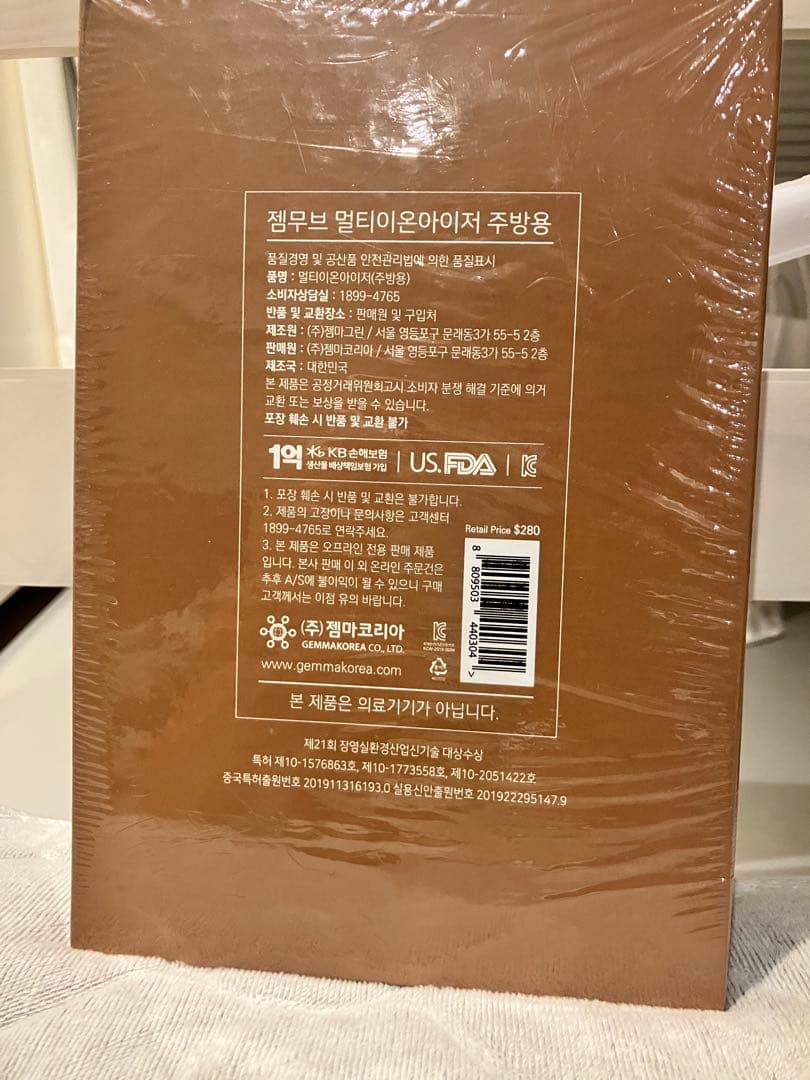 젬무브 멀티이온아이저 주방용
품질경영 및 공산품 안전관리법에 의한 품질표시
품명 : 멀티이온아이저(주방용)
소비자상담실 : 1899-4765
반품 및 교환장소 : 판매원 및 구입처
제조원 : (주)젬마그린 / 서울 영등포구 문래동3가 55-5 2층
판매원 : (주)젬마코리아 / 서울 영등포구 문래동3가 55-5 2층
제조국 : 대한민국
본 제품은 공정거래위원회고시 소비자 분쟁 해결 기준에 의거
교환 또는 보상을 받을 수 있습니다.
포장 훼손 시 반품 및 교환 불가
1억 KB손해보험
생산물 배상책임보험 가입
US.FDA
1. 포장 훼손 시 반품 및 교환은 불가합니다.
2. 제품의 고장이나 문의사항은 고객센터
1899-4765로 연락주세요.
3. 본 제품은 오프라인 전용 판매 제품
입니다. 본사 판매 이 외 온라인 주문건은
추후 A/S에 불이익이 될 수 있으니 구매
고객께서는 이점 유의 바랍니다.
Retail Price $280
8 809503 440304 >
(주)젬마코리아
GEMMAKOREA CO., LTD.
www.gemmakorea.com
본 제품은 의료기기가 아닙니다.
제21회 장영실환경산업신기술 대상수상
특허 제10-1576863호, 제10-1773558호, 제10-2051422호
중국특허출원번호 201911316193.0 실용신안출원번호 201922295147.9